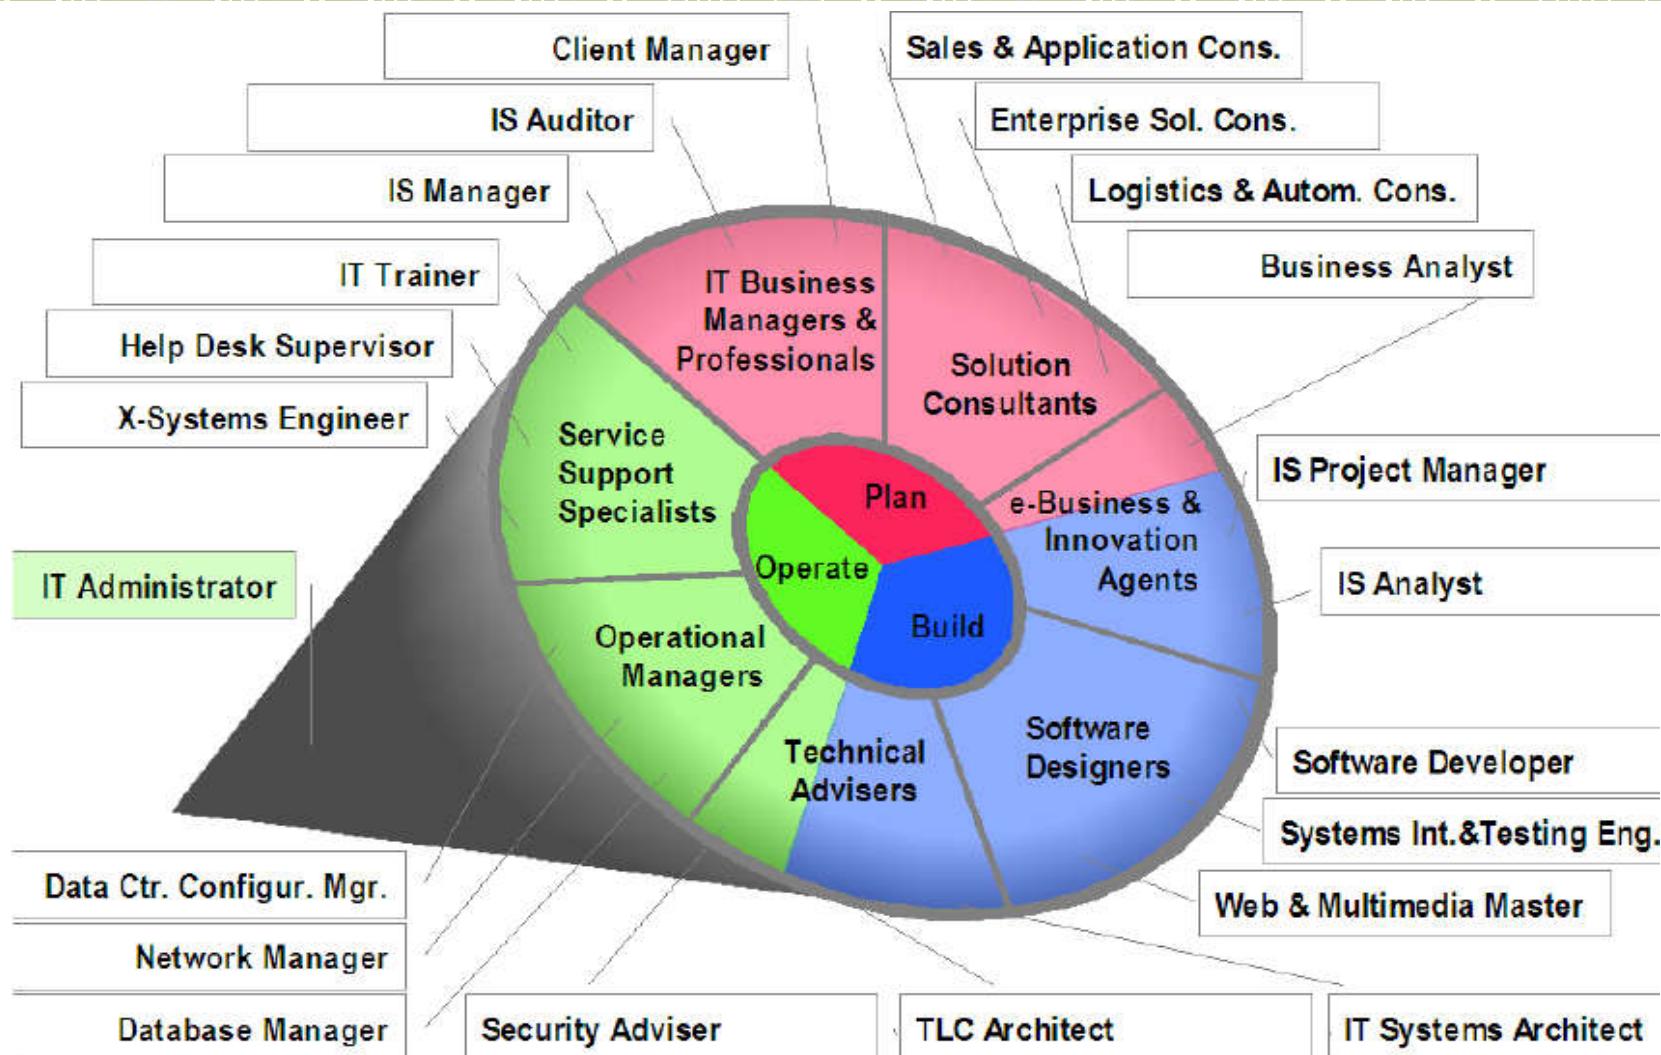 Client Manager
Sales & Application Cons.
IS Auditor
Enterprise Sol. Cons.
IS Manager
Logistics & Autom. Cons.
IT Trainer
Business Analyst
Help Desk Supervisor
X-Systems Engineer
IS Project Manager
IT Administrator
IS Analyst
IT Business
Managers &
Professionals
Solution
Consultants
Service
Support
Specialists
Plan
e-Business &
Innovation
Agents
Operate
Build
Operational
Managers
Technical
Advisers
Software
Designers
Software Developer
Systems Int.&Testing Eng.
Data Ctr. Configur. Mgr.
Web & Multimedia Master
Network Manager
Database Manager
Security Adviser
TLC Architect
IT Systems Architect